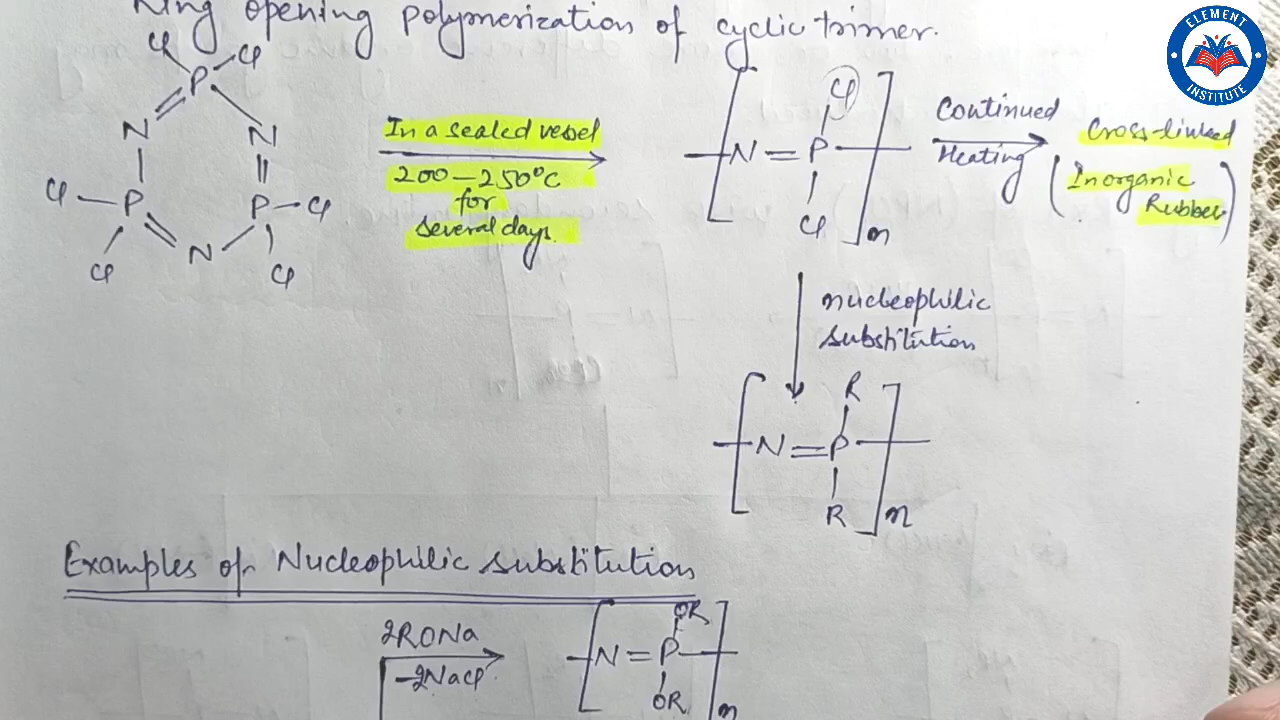 Ring opening polymerization of cyclic trimer.
ELEMENT
INSTITUTE
Cl Cl
P
N N
Cl P P Cl
N
Cl Cl
In a sealed vessel
200–250°C
for
several days.
Cl
N=P
Cl
n
Continued
Heating
Cross-linked
(Inorganic
Rubber)
nucleophilic
substitution
R
N=P
R
n
Examples of Nucleophilic substitution
2RONa
-2NaCl
OR
N=P
OR
n